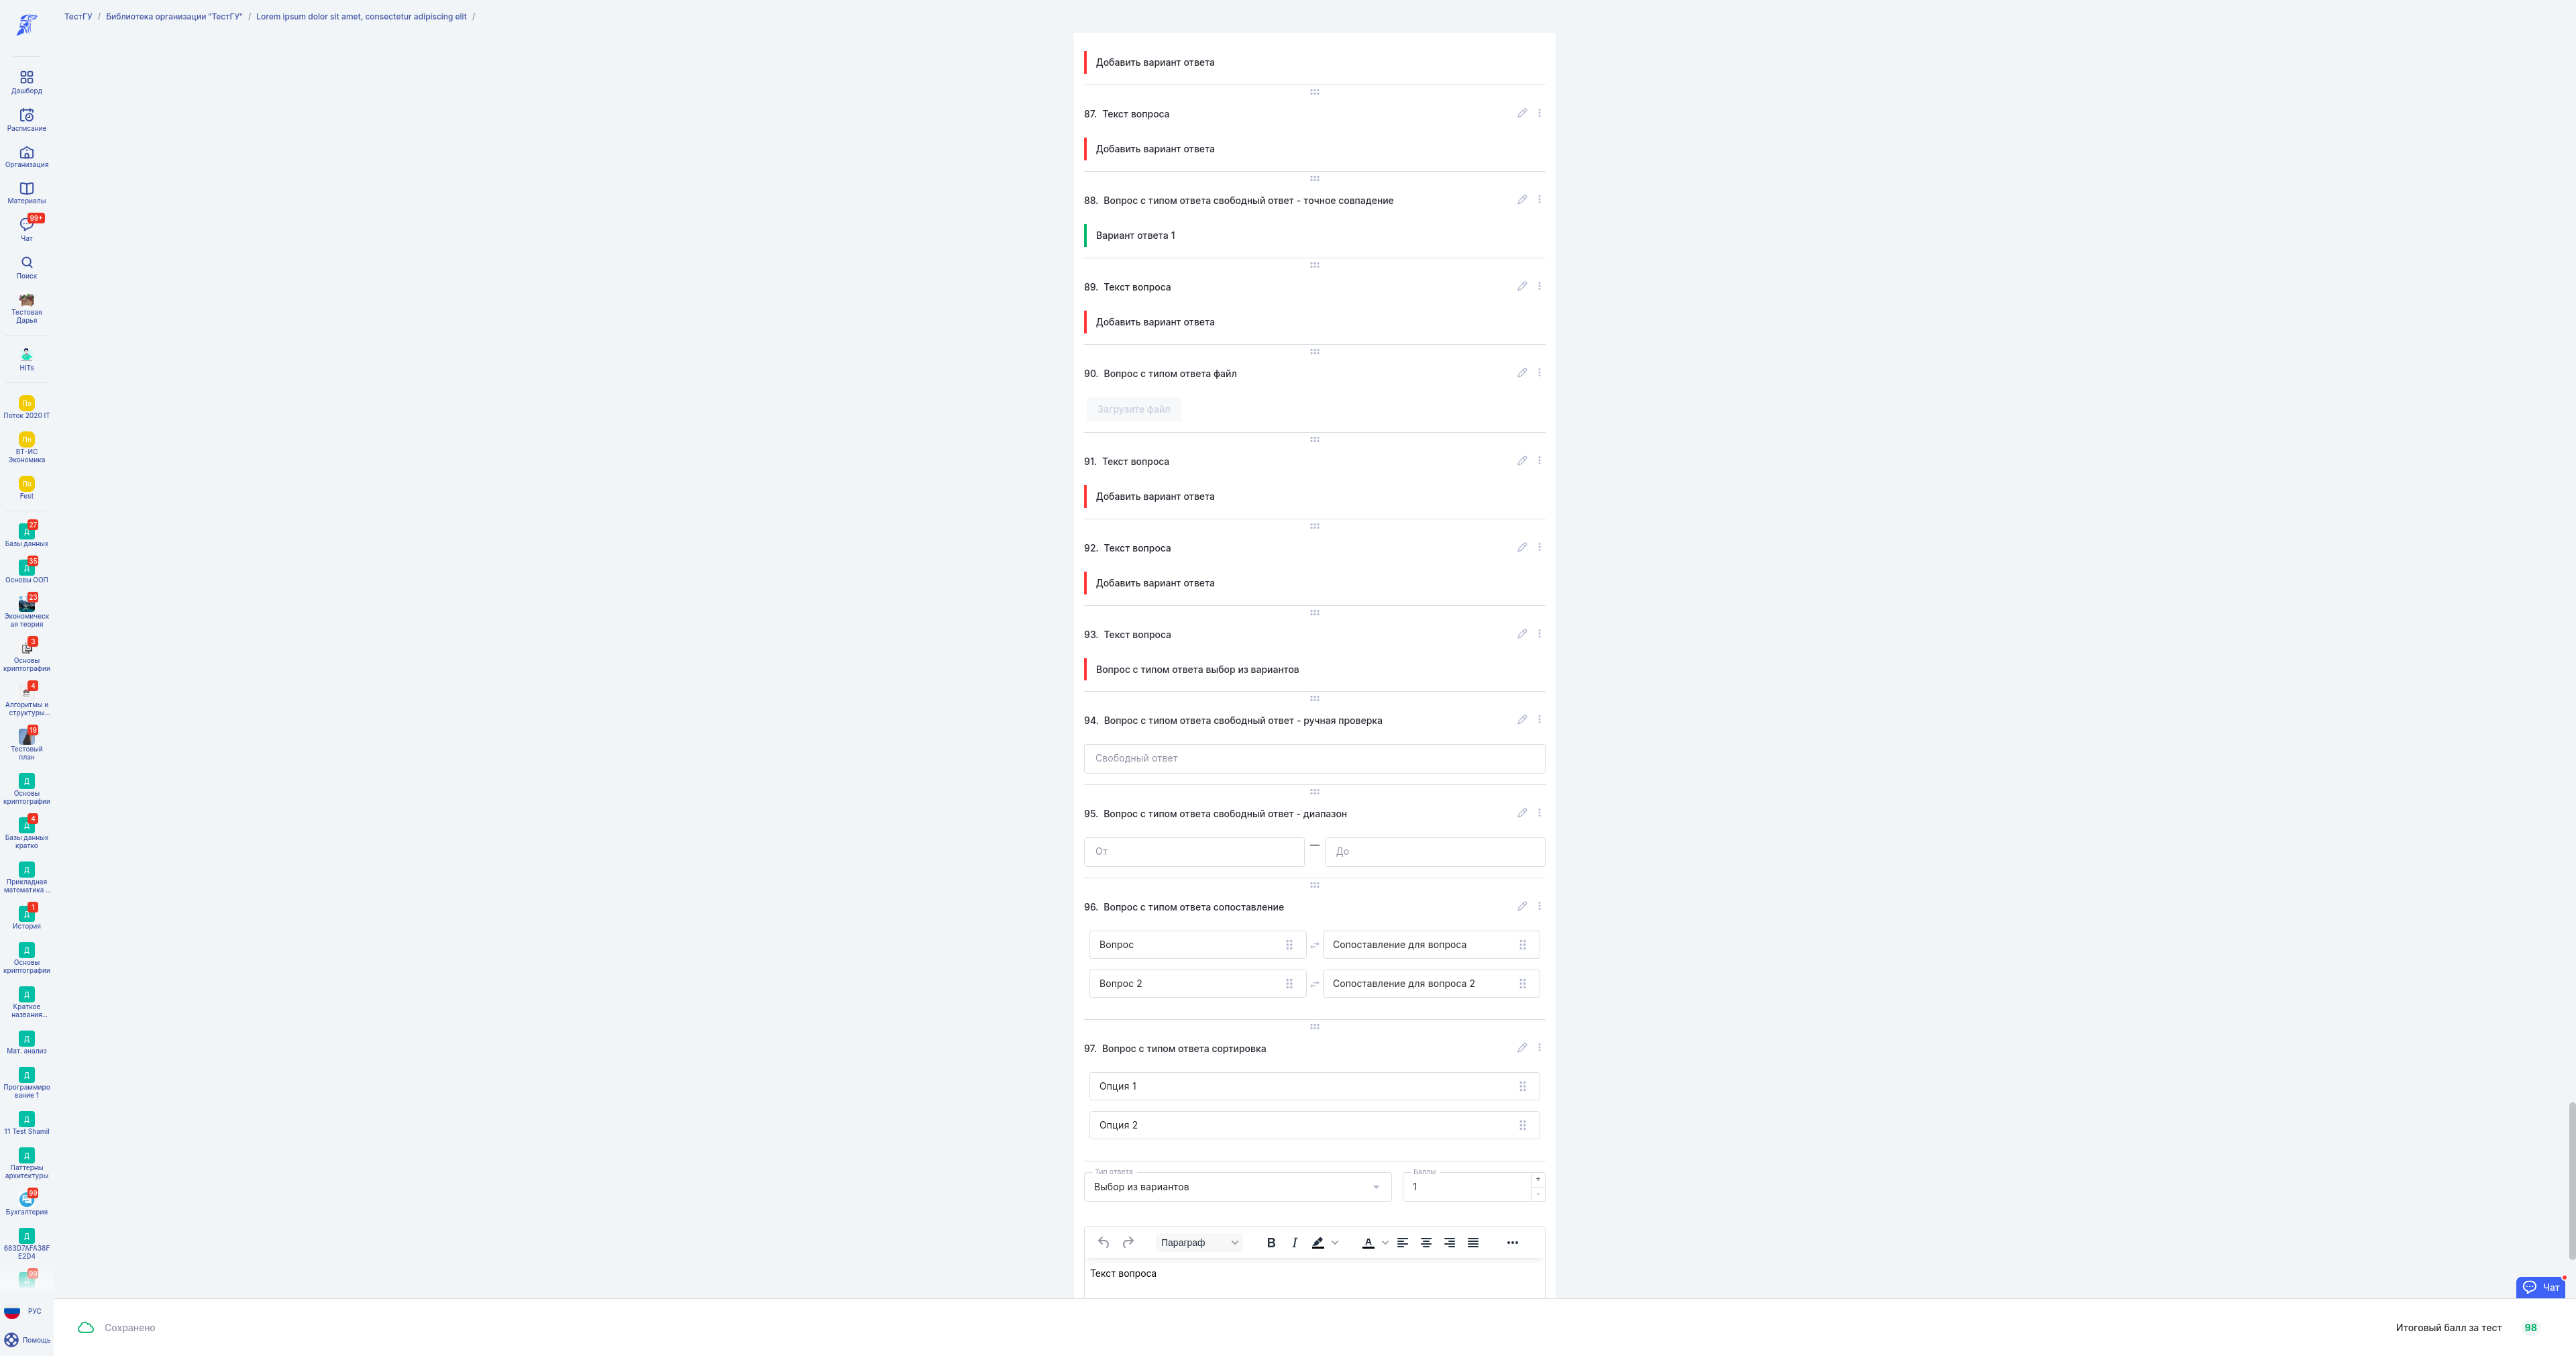 ТестГУ / Библиотека организации "ТестГУ" / Lorem ipsum dolor sit amet, consectetur adipiscing elit /
Дашборд
Расписание
Организация
Материалы
99+
Чат
Поиск
Тестовая
Дарья
HITs
По
Поток 2020 IT
По
ВТ-ИС
Экономика
По
Fest
27
Д
Базы данных
35
Д
Основы ООП
23
Экономическ
ая теория
3
Основы
криптографии
4
Алгоритмы и
структуры...
19
Тестовый
план
Д
Основы
криптографии
4
Д
Базы данных
кратко
Д
Прикладная
математика ...
1
Д
История
Д
Основы
криптографии
Д
Краткое
названия...
Д
Мат. анализ
Д
Программиро
вание 1
Д
11 Test Shamil
Д
Паттерны
архитектуры
99
Бухгалтерия
Д
683D7AFA38F
E2D4
99
Д
РУС
Помощь
Добавить вариант ответа
87. Текст вопроса
Добавить вариант ответа
88. Вопрос с типом ответа свободный ответ - точное совпадение
Вариант ответа 1
89. Текст вопроса
Добавить вариант ответа
90. Вопрос с типом ответа файл
Загрузите файл
91. Текст вопроса
Добавить вариант ответа
92. Текст вопроса
Добавить вариант ответа
93. Текст вопроса
Вопрос с типом ответа выбор из вариантов
94. Вопрос с типом ответа свободный ответ - ручная проверка
Свободный ответ
95. Вопрос с типом ответа свободный ответ - диапазон
От — До
96. Вопрос с типом ответа сопоставление
Вопрос Сопоставление для вопроса
Вопрос 2 Сопоставление для вопроса 2
97. Вопрос с типом ответа сортировка
Опция 1
Опция 2
Тип ответа Баллы
Выбор из вариантов 1 + -
Параграф B I A
Текст вопроса
Чат
Сохранено
Итоговый балл за тест 98